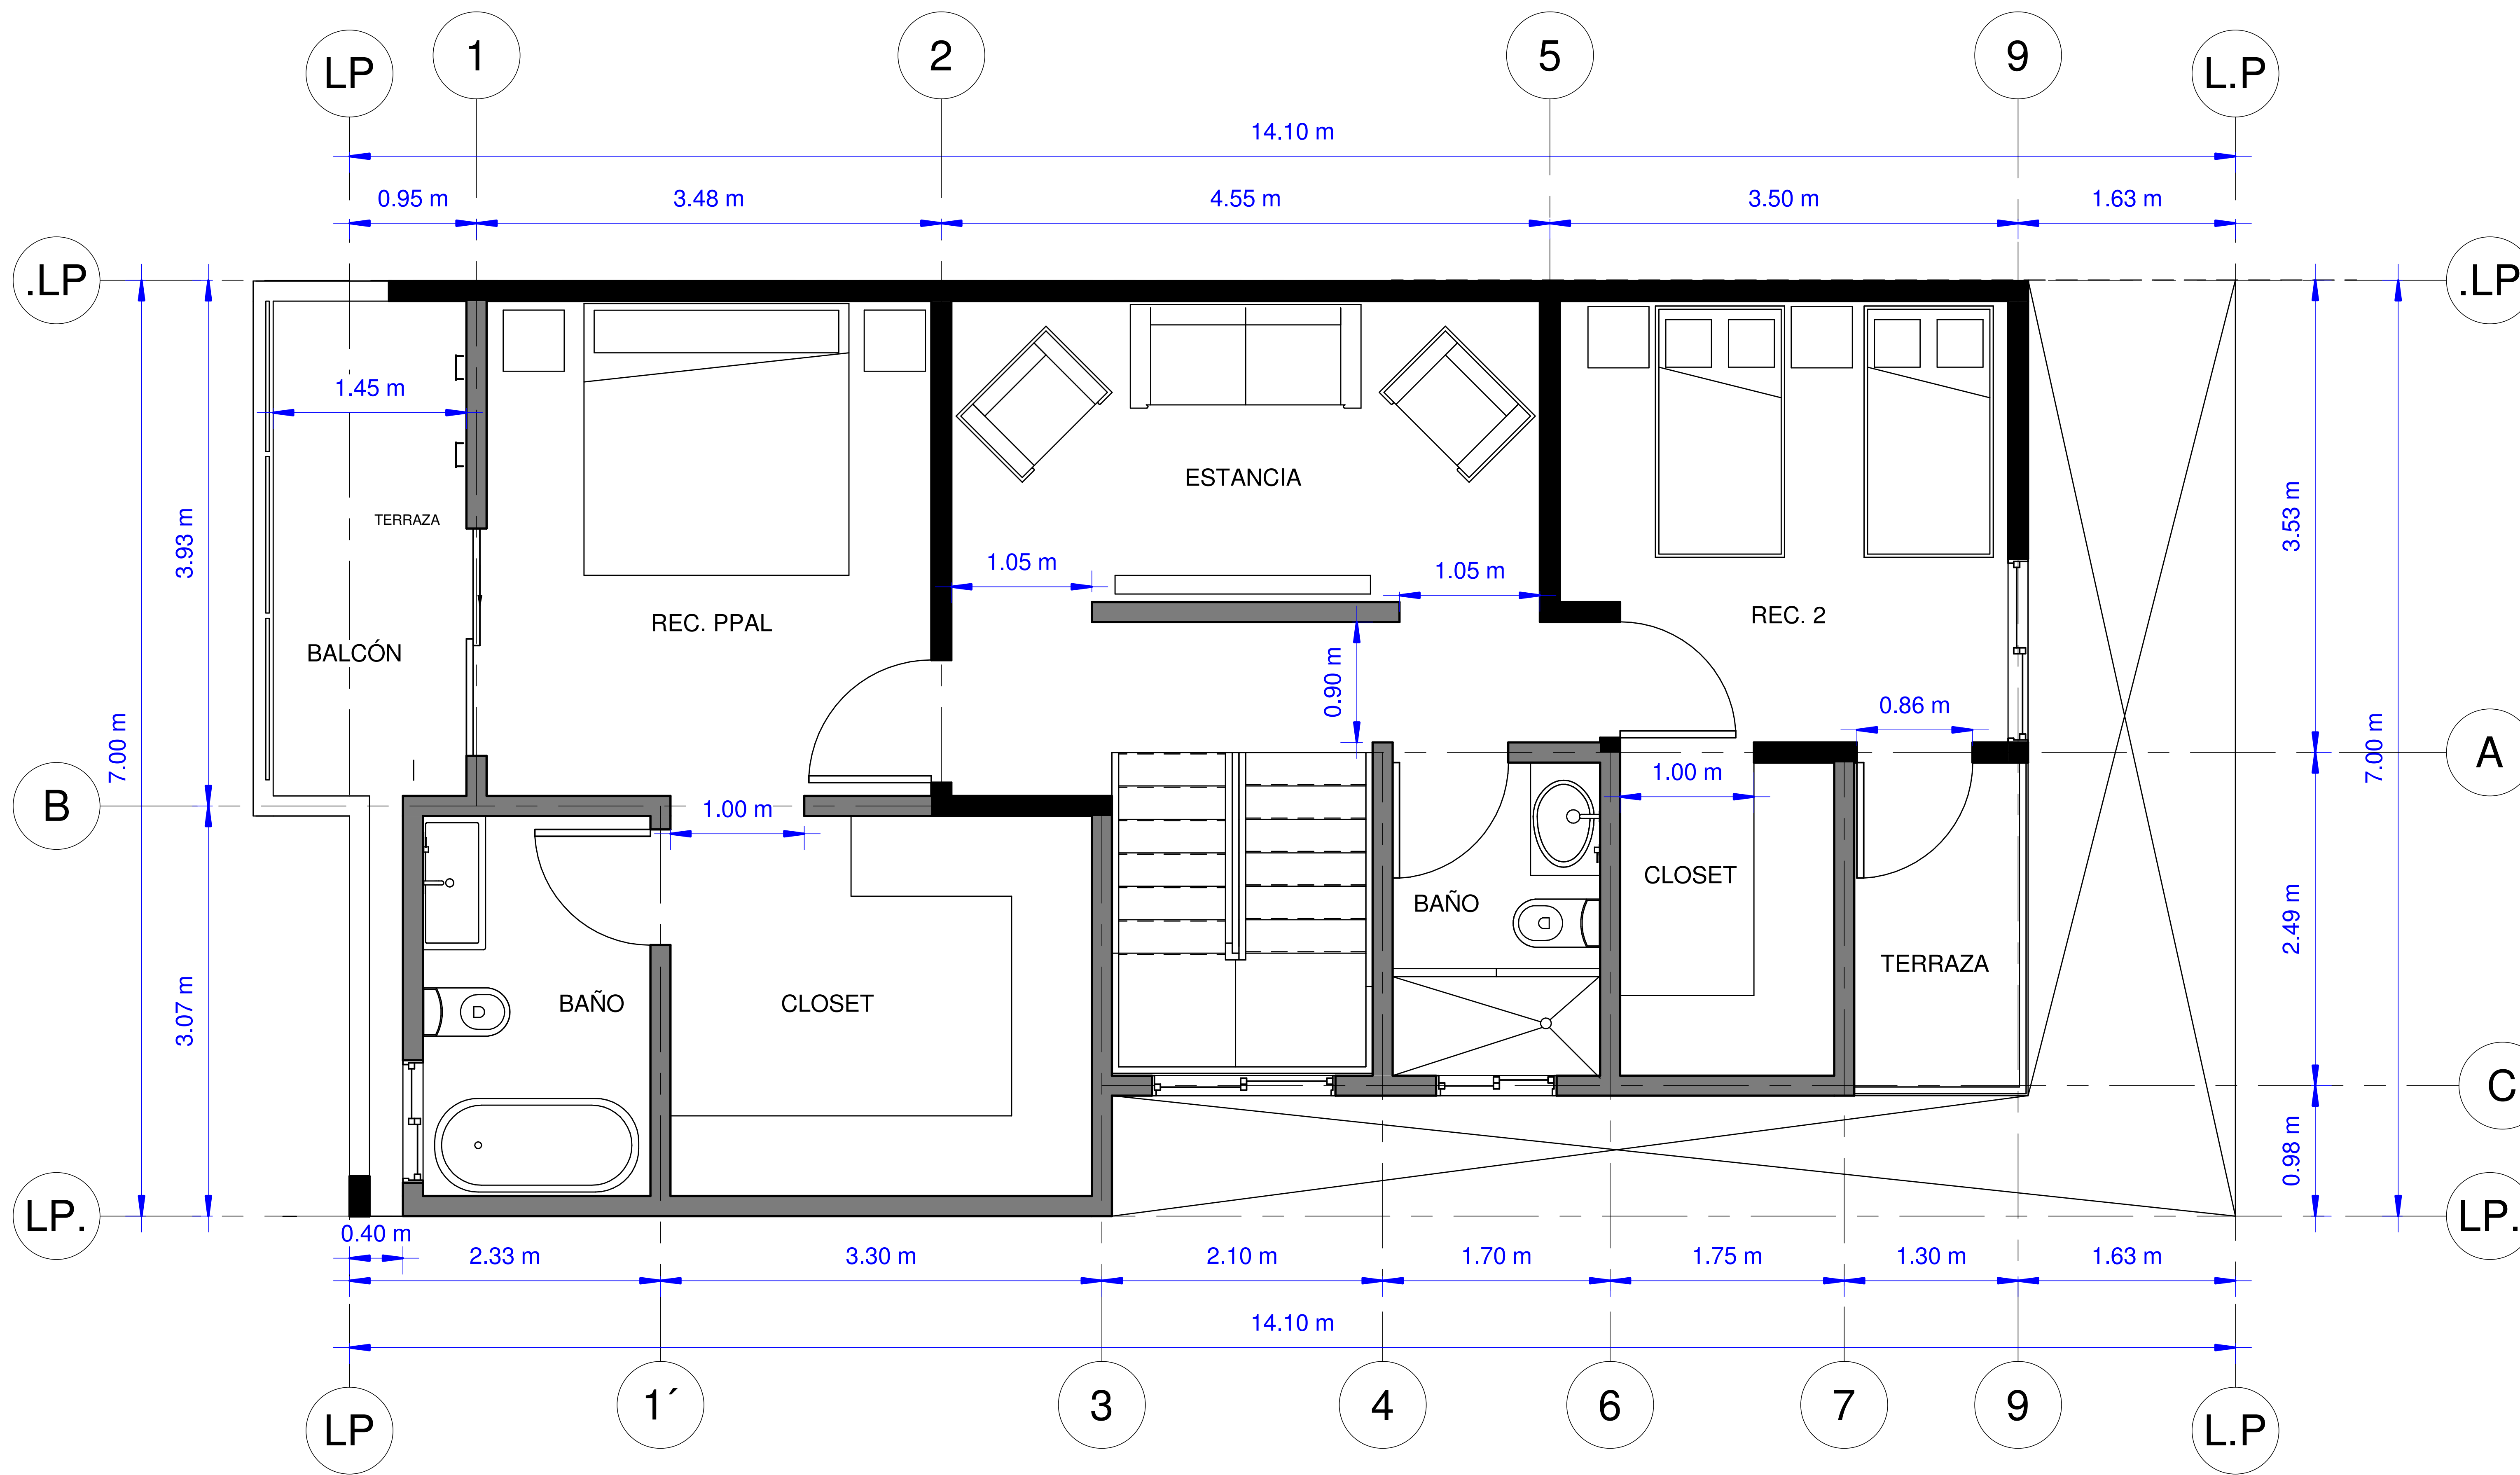 1 2 5 9
LP L.P
14.10 m
0.95 m 3.48 m 4.55 m 3.50 m 1.63 m
.LP .LP
1.45 m
ESTANCIA
TERRAZA
3.93 m
3.53 m
1.05 m 1.05 m
REC. PPAL
REC. 2
BALCÓN
0.90 m
0.86 m
7.00 m
7.00 m
A
1.00 m
B
1.00 m
CLOSET
BAÑO
2.49 m
TERRAZA
BAÑO CLOSET
3.07 m
C
0.98 m
LP. LP.
0.40 m
2.33 m 3.30 m 2.10 m 1.70 m 1.75 m 1.30 m 1.63 m
14.10 m
1´ 3 4 6 7 9
LP L.P